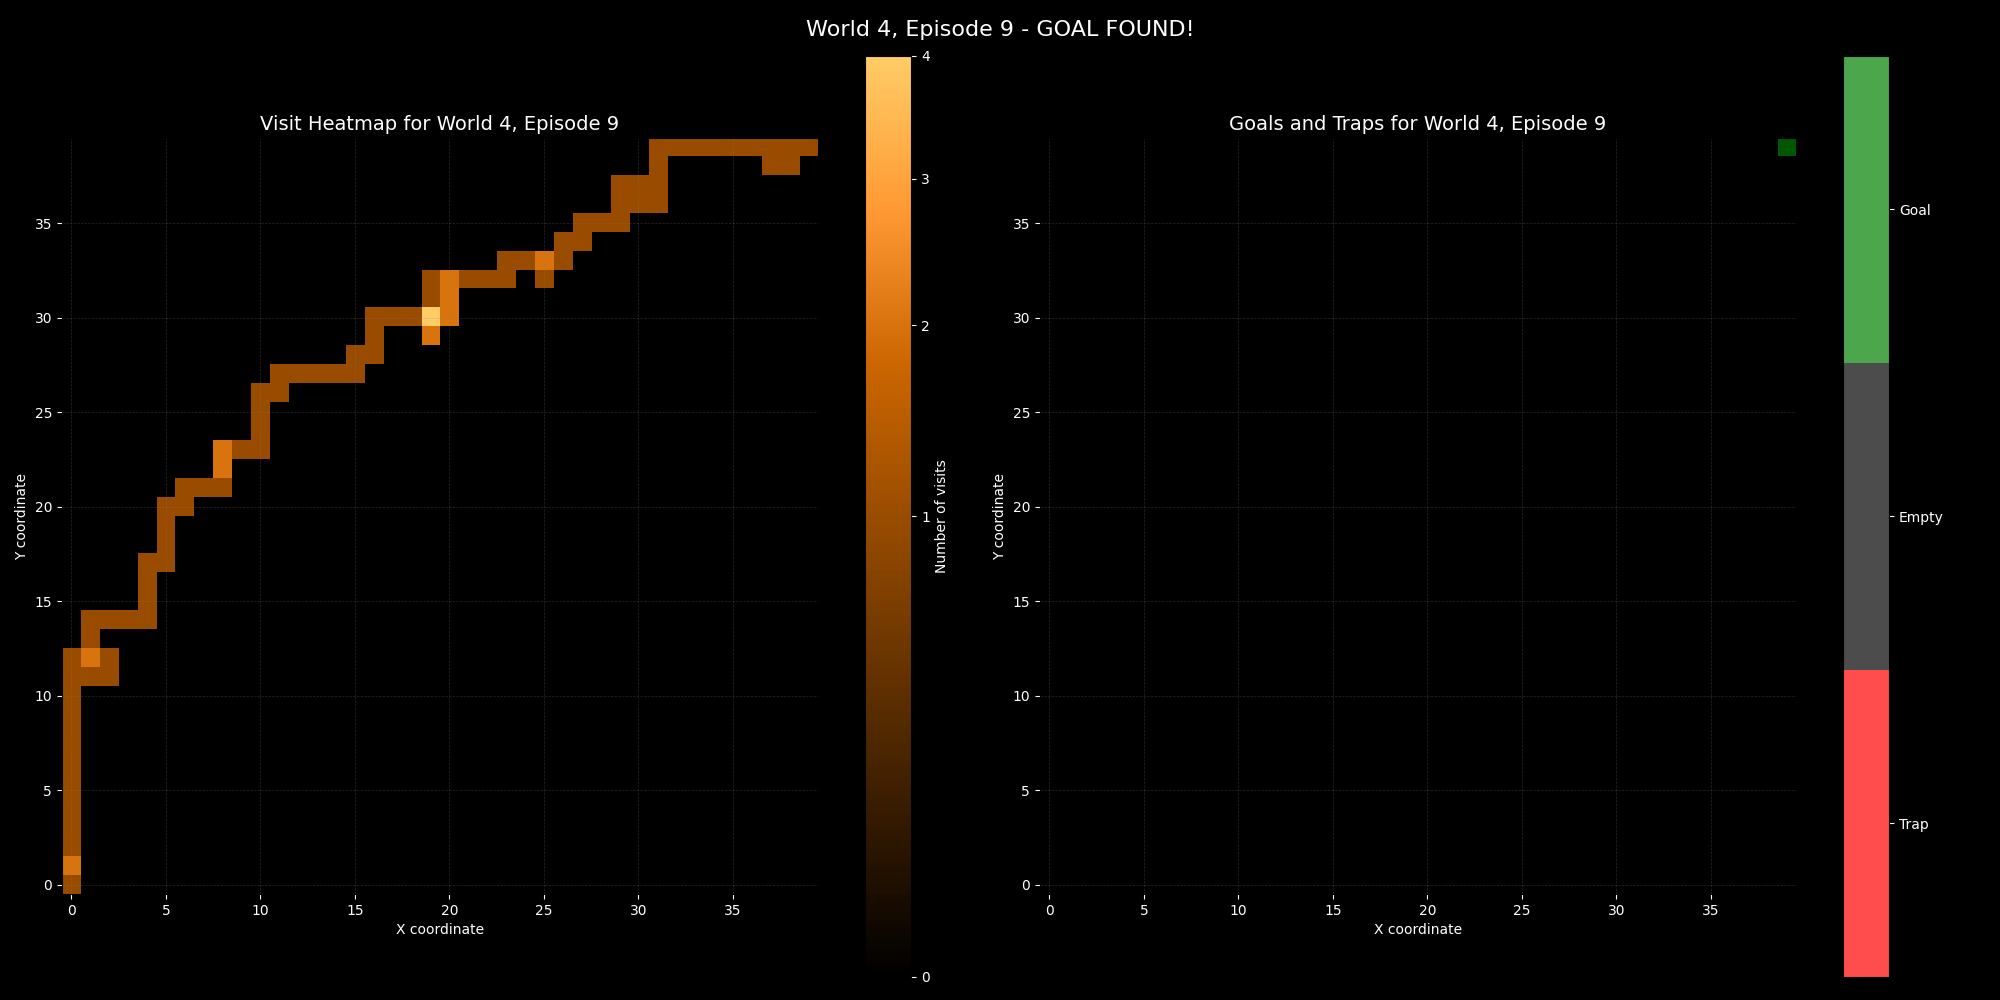 World 4, Episode 9 - GOAL FOUND!
Visit Heatmap for World 4, Episode 9
35
30
25
20
15
10
5
0
Y coordinate
0 5 10 15 20 25 30 35
X coordinate
4
3
2
1
0
Number of visits
Goals and Traps for World 4, Episode 9
35
30
25
20
15
10
5
0
Y coordinate
0 5 10 15 20 25 30 35
X coordinate
Goal
Empty
Trap